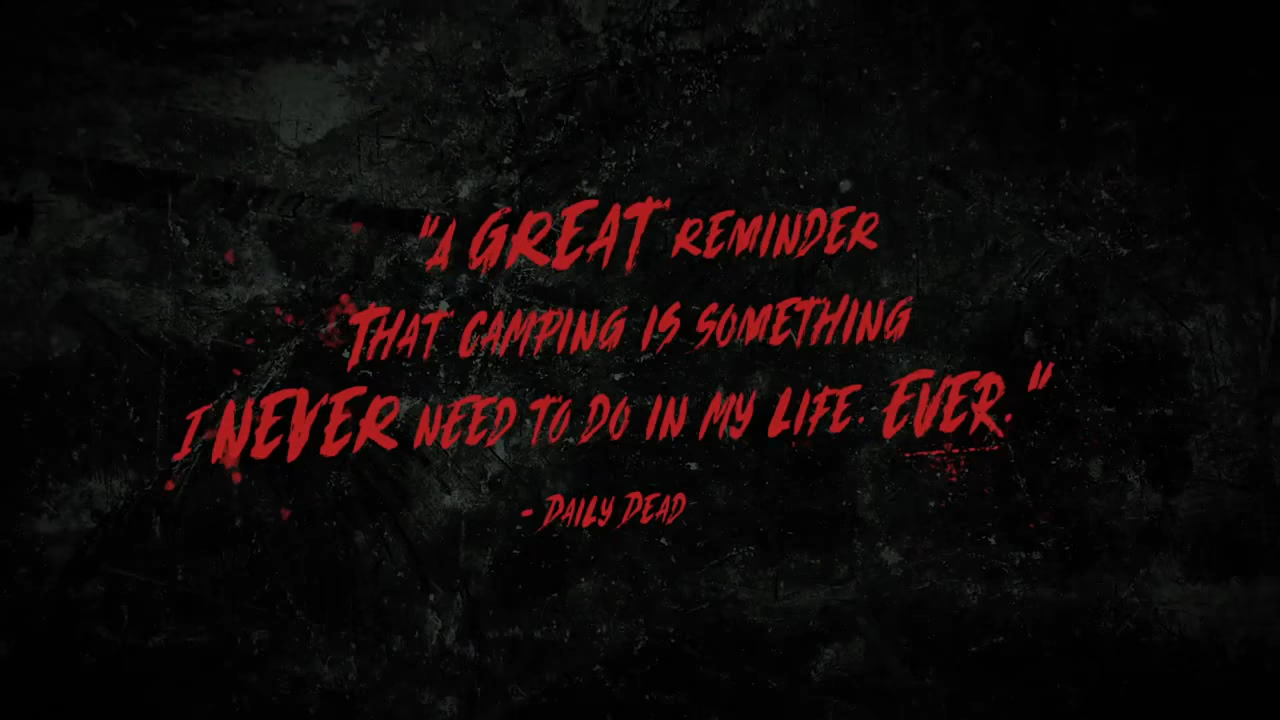 "A GREAT REMINDER
THAT CAMPING IS SOMETHING
I NEVER NEED TO DO IN MY LIFE. EVER."
- DAILY DEAD